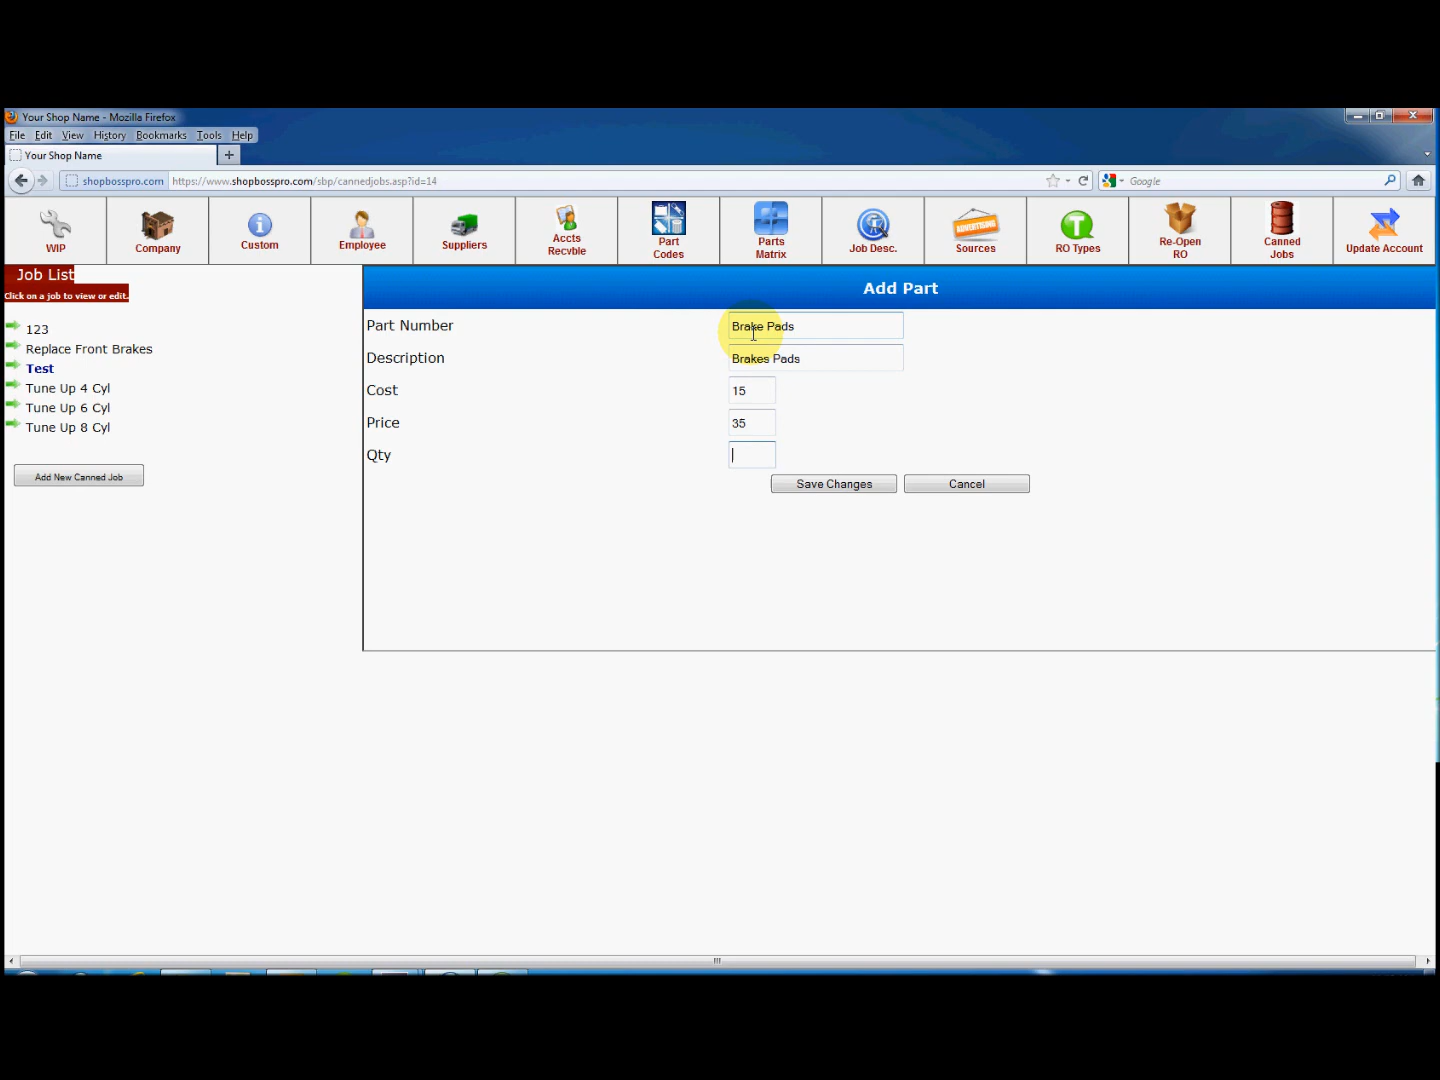 Your Shop Name - Mozilla Firefox
File Edit View History Bookmarks Tools Help
Your Shop Name
shopbosspro.com https://www.shopbosspro.com/sbp/cannedjobs.asp?id=14
Google
WIP
Company
Custom
Employee
Suppliers
Accts
Recvble
Part
Codes
Parts
Matrix
Job Desc.
ADVERTISING
Sources
T
RO Types
Re-Open
RO
Canned
Jobs
Update Account
Job List
Click on a job to view or edit.
123
Replace Front Brakes
Test
Tune Up 4 Cyl
Tune Up 6 Cyl
Tune Up 8 Cyl
Add New Canned Job
Add Part
Part Number Brake Pads
Description Brakes Pads
Cost 15
Price 35
Qty
Save Changes Cancel